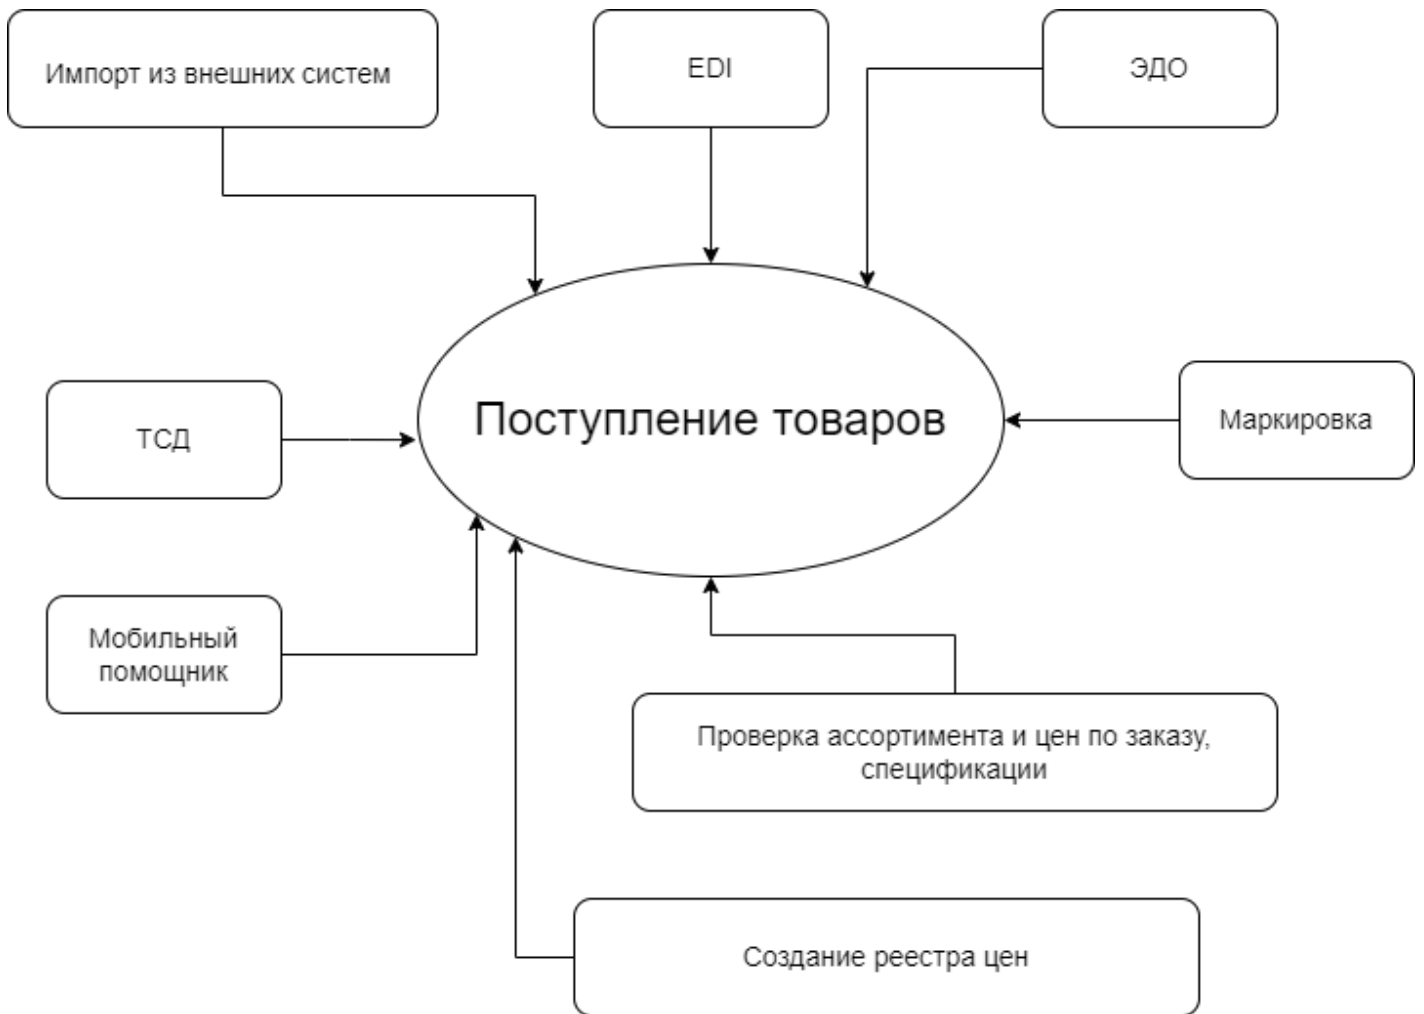 Импорт из внешних систем
EDI
ЭДО
Поступление товаров
ТСД
Маркировка
Мобильный
помощник
Проверка ассортимента и цен по заказу,
спецификации
Создание реестра цен